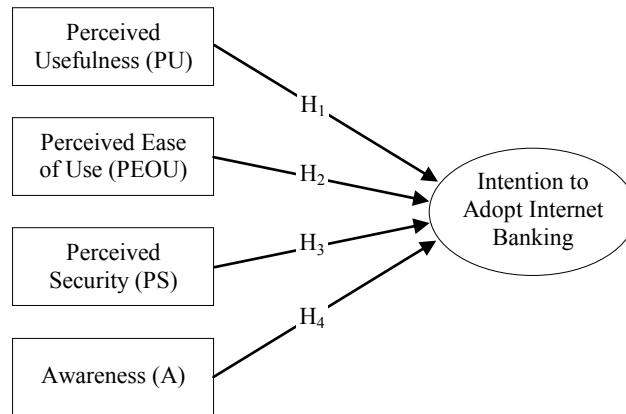 Perceived
Usefulness (PU)
H₁
Perceived Ease
of Use (PEOU)
H₂
Intention to
Adopt Internet
Banking
Perceived
Security (PS)
H₃
H₄
Awareness (A)